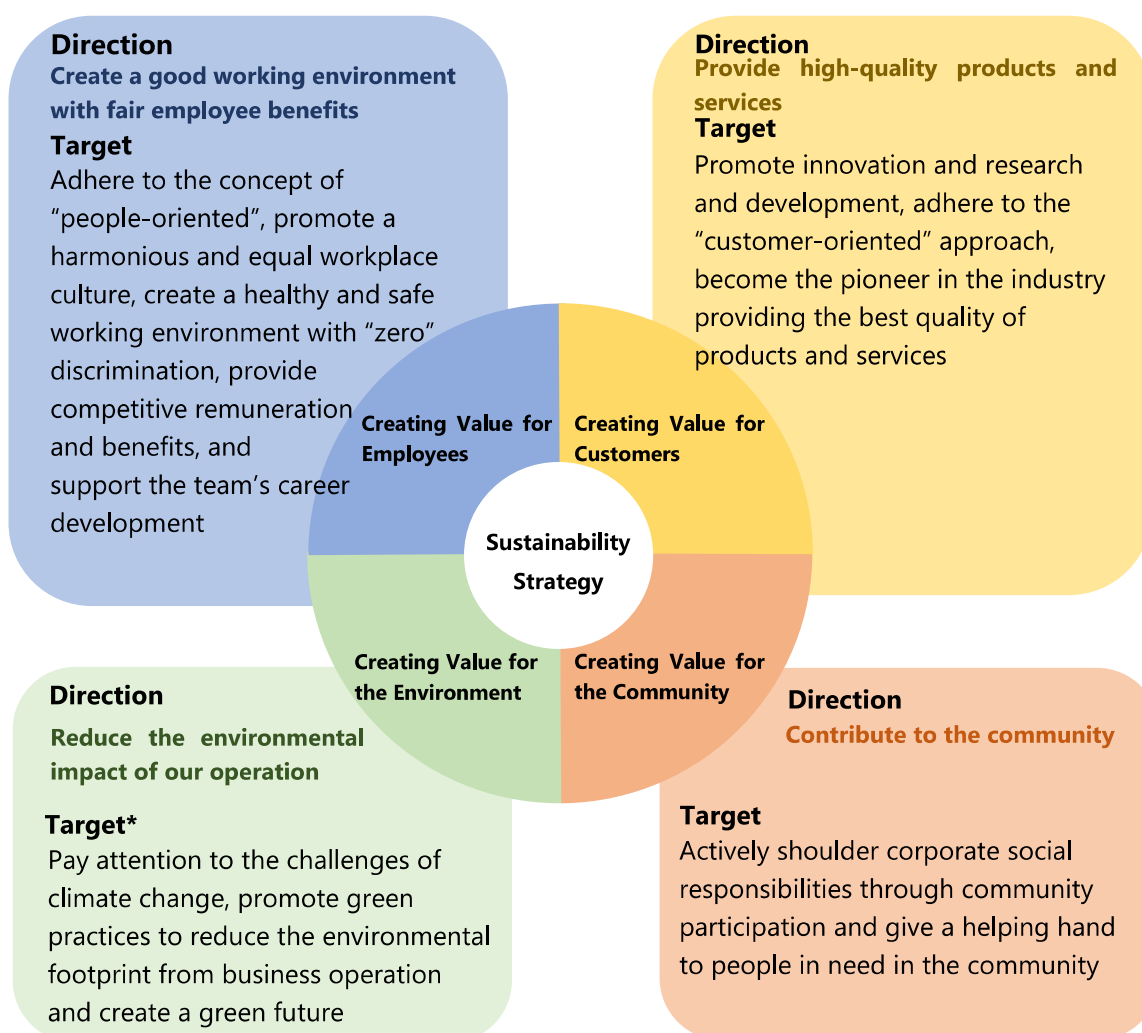 Direction
Create a good working environment
with fair employee benefits
Target
Adhere to the concept of
“people-oriented”, promote a
harmonious and equal workplace
culture, create a healthy and safe
working environment with “zero”
discrimination, provide
competitive remuneration
and benefits, and
support the team’s career
development
Direction
Provide high-quality products and
services
Target
Promote innovation and research
and development, adhere to the
“customer-oriented” approach,
become the pioneer in the industry
providing the best quality of
products and services
Creating Value for
Employees
Creating Value for
Customers
Sustainability
Strategy
Creating Value for
the Environment
Creating Value for
the Community
Direction
Reduce the environmental
impact of our operation
Target*
Pay attention to the challenges of
climate change, promote green
practices to reduce the environmental
footprint from business operation
and create a green future
Direction
Contribute to the community
Target
Actively shoulder corporate social
responsibilities through community
participation and give a helping hand
to people in need in the community